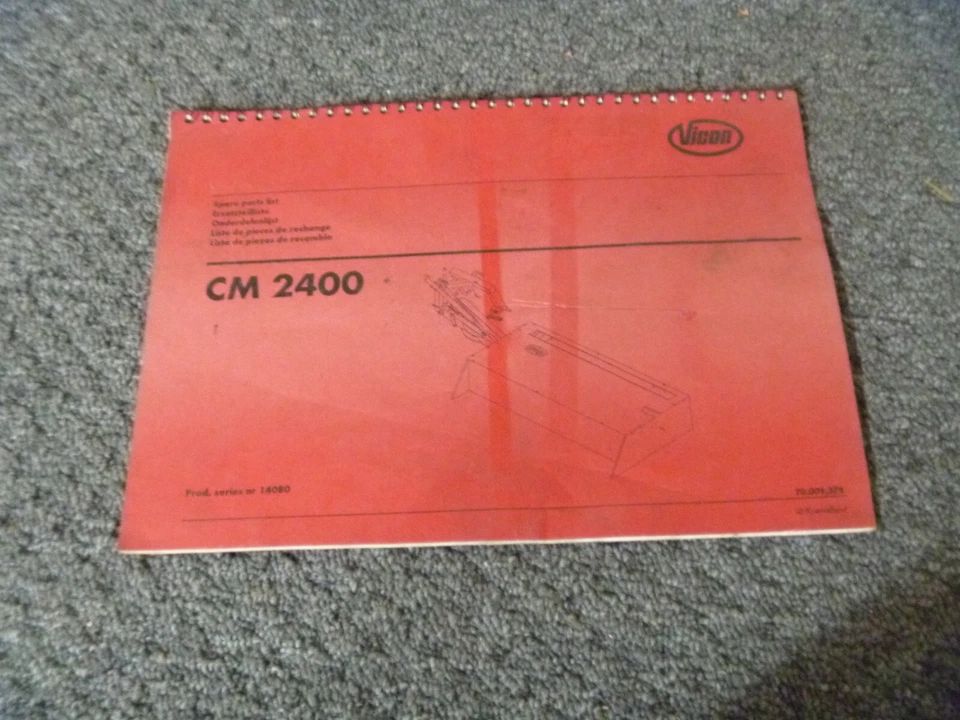 Vicon
Spare parts list
Ersatzteilliste
Onderdelenlijst
Liste de pieces de rechange
Liste de piezas de recambio
CM 2400
Prod. series nr 14080